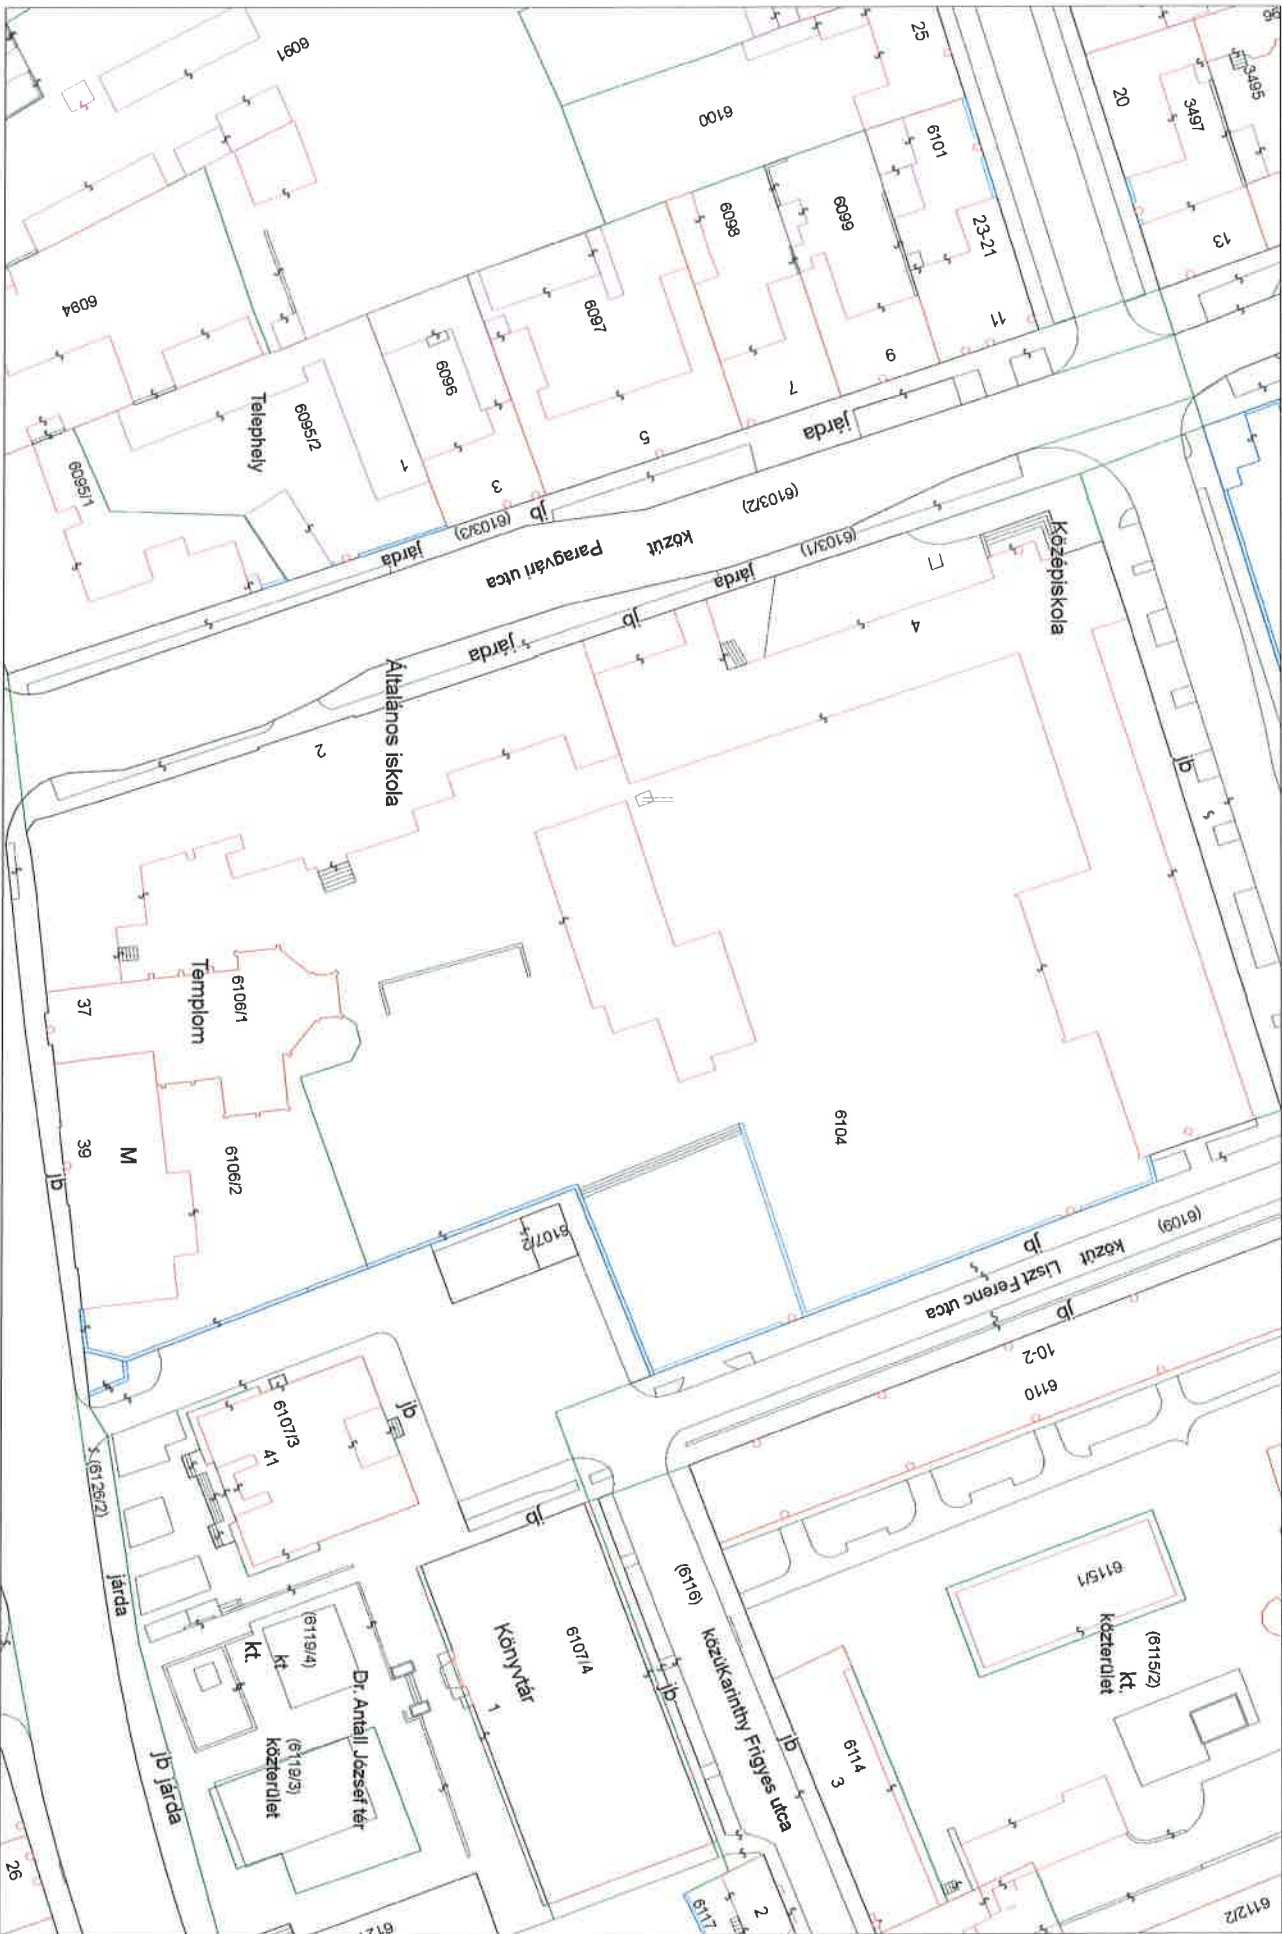 6091
6100
25
6101
23-21
20
3497
3495
13
6094
6098
6099
6097
6096
11
9
7
5
3
1
Telephely
6095/2
6095/1
járda
jb
(6103/3)
járda
Paragvári utca
közút
(6103/2)
(6103/1)
járda
jb
járda
Középiskola
4
Általános iskola
2
jb
Templom
6106/1
37
39
M
6106/2
jb
6104
6107/2
(6109)
jb
közút
Liszt Ferenc utca
jb
10-2
6110
6107/3
41
jb
jb
(6126/2)
járda
(6119/4)
kt
kt.
Dr. Antall József tér
(6119/3)
közterület
jb járda
26
Könyvtár
6107/4
1
jb
(6116)
közúKarinthy Frigyes utca
jb
6114
3
6115/1
(6115/2)
kt.
közterület
6117
2
6112/2